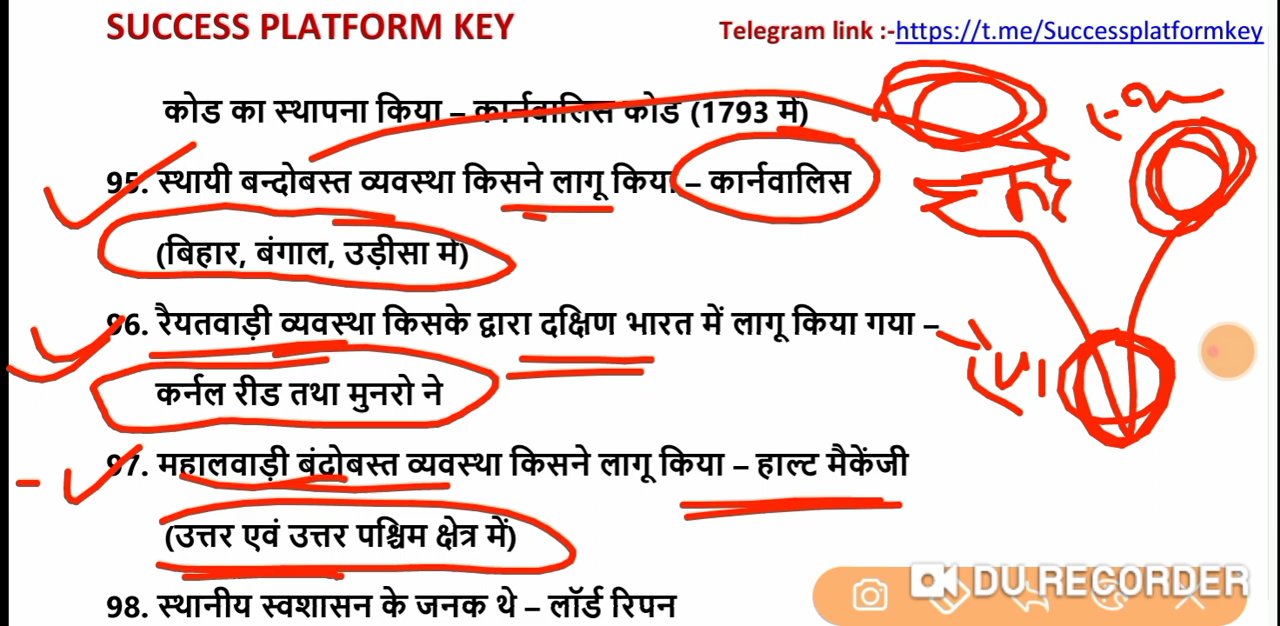 SUCCESS PLATFORM KEY
Telegram link :-https://t.me/Successplatformkey
कोड का स्थापना किया – कार्नवालिस कोड (1793 में)
95. स्थायी बन्दोबस्त व्यवस्था किसने लागू किया – कार्नवालिस
(बिहार, बंगाल, उड़ीसा में)
96. रैयतवाड़ी व्यवस्था किसके द्वारा दक्षिण भारत में लागू किया गया –
कर्नल रीड तथा मुनरो ने
97. महालवाड़ी बंदोबस्त व्यवस्था किसने लागू किया – हाल्ट मैकेंजी
(उत्तर एवं उत्तर पश्चिम क्षेत्र में)
98. स्थानीय स्वशासन के जनक थे – लॉर्ड रिपन
DU RECORDER